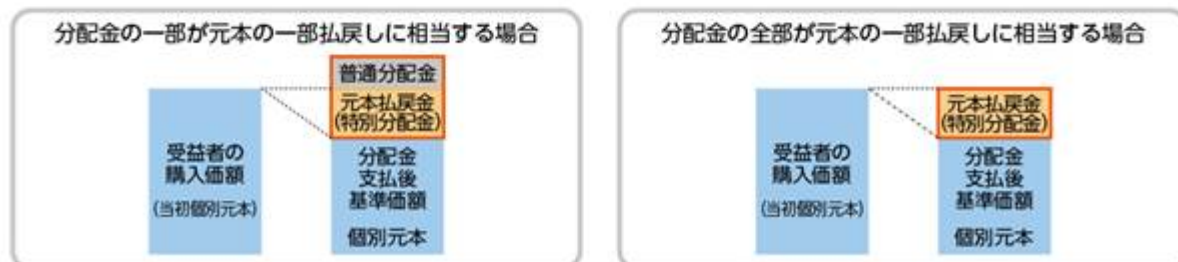 分配金の一部が元本の一部払戻しに相当する場合
普通分配金
元本払戻金
(特別分配金)
受益者の
購入価額
(当初個別元本)
分配金
支払後
基準価額
個別元本
分配金の全部が元本の一部払戻しに相当する場合
元本払戻金
(特別分配金)
受益者の
購入価額
(当初個別元本)
分配金
支払後
基準価額
個別元本